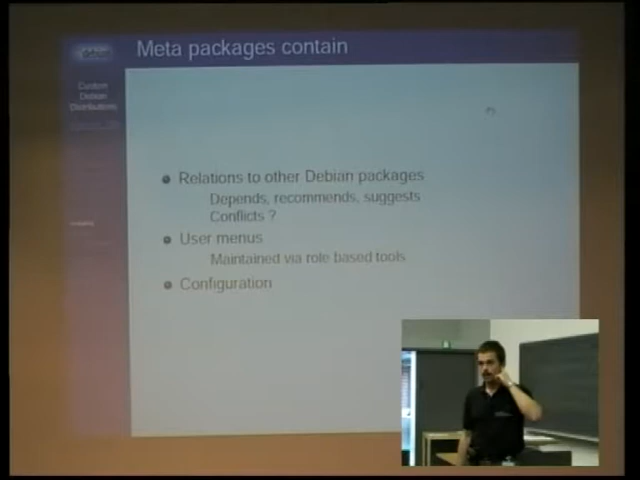 Meta packages contain
Custom
Debian
Distributions
Relations to other Debian packages
Depends, recommends, suggests
Conflicts ?
User menus
Maintained via role based tools
Configuration